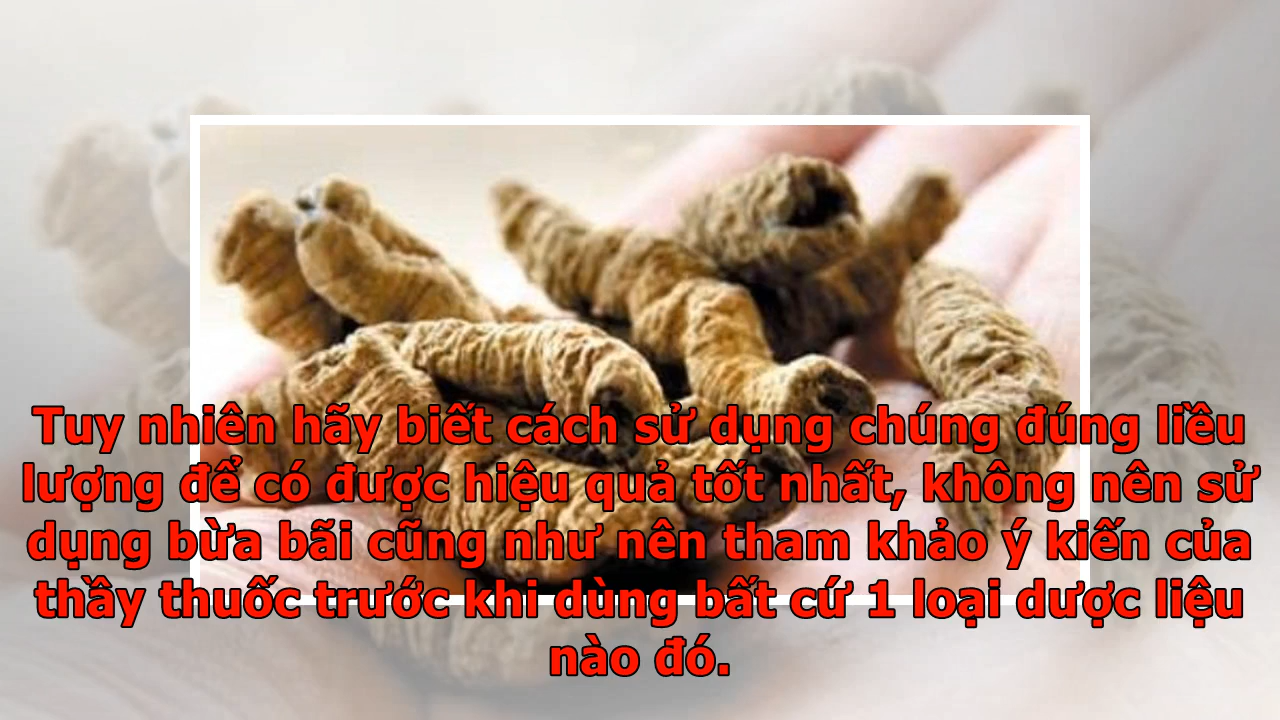 Tuy nhiên hãy biết cách sử dụng chúng đúng liều
lượng để có được hiệu quả tốt nhất, không nên sử
dụng bừa bãi cũng như nên tham khảo ý kiến của
thầy thuốc trước khi dùng bất cứ 1 loại dược liệu
nào đó.